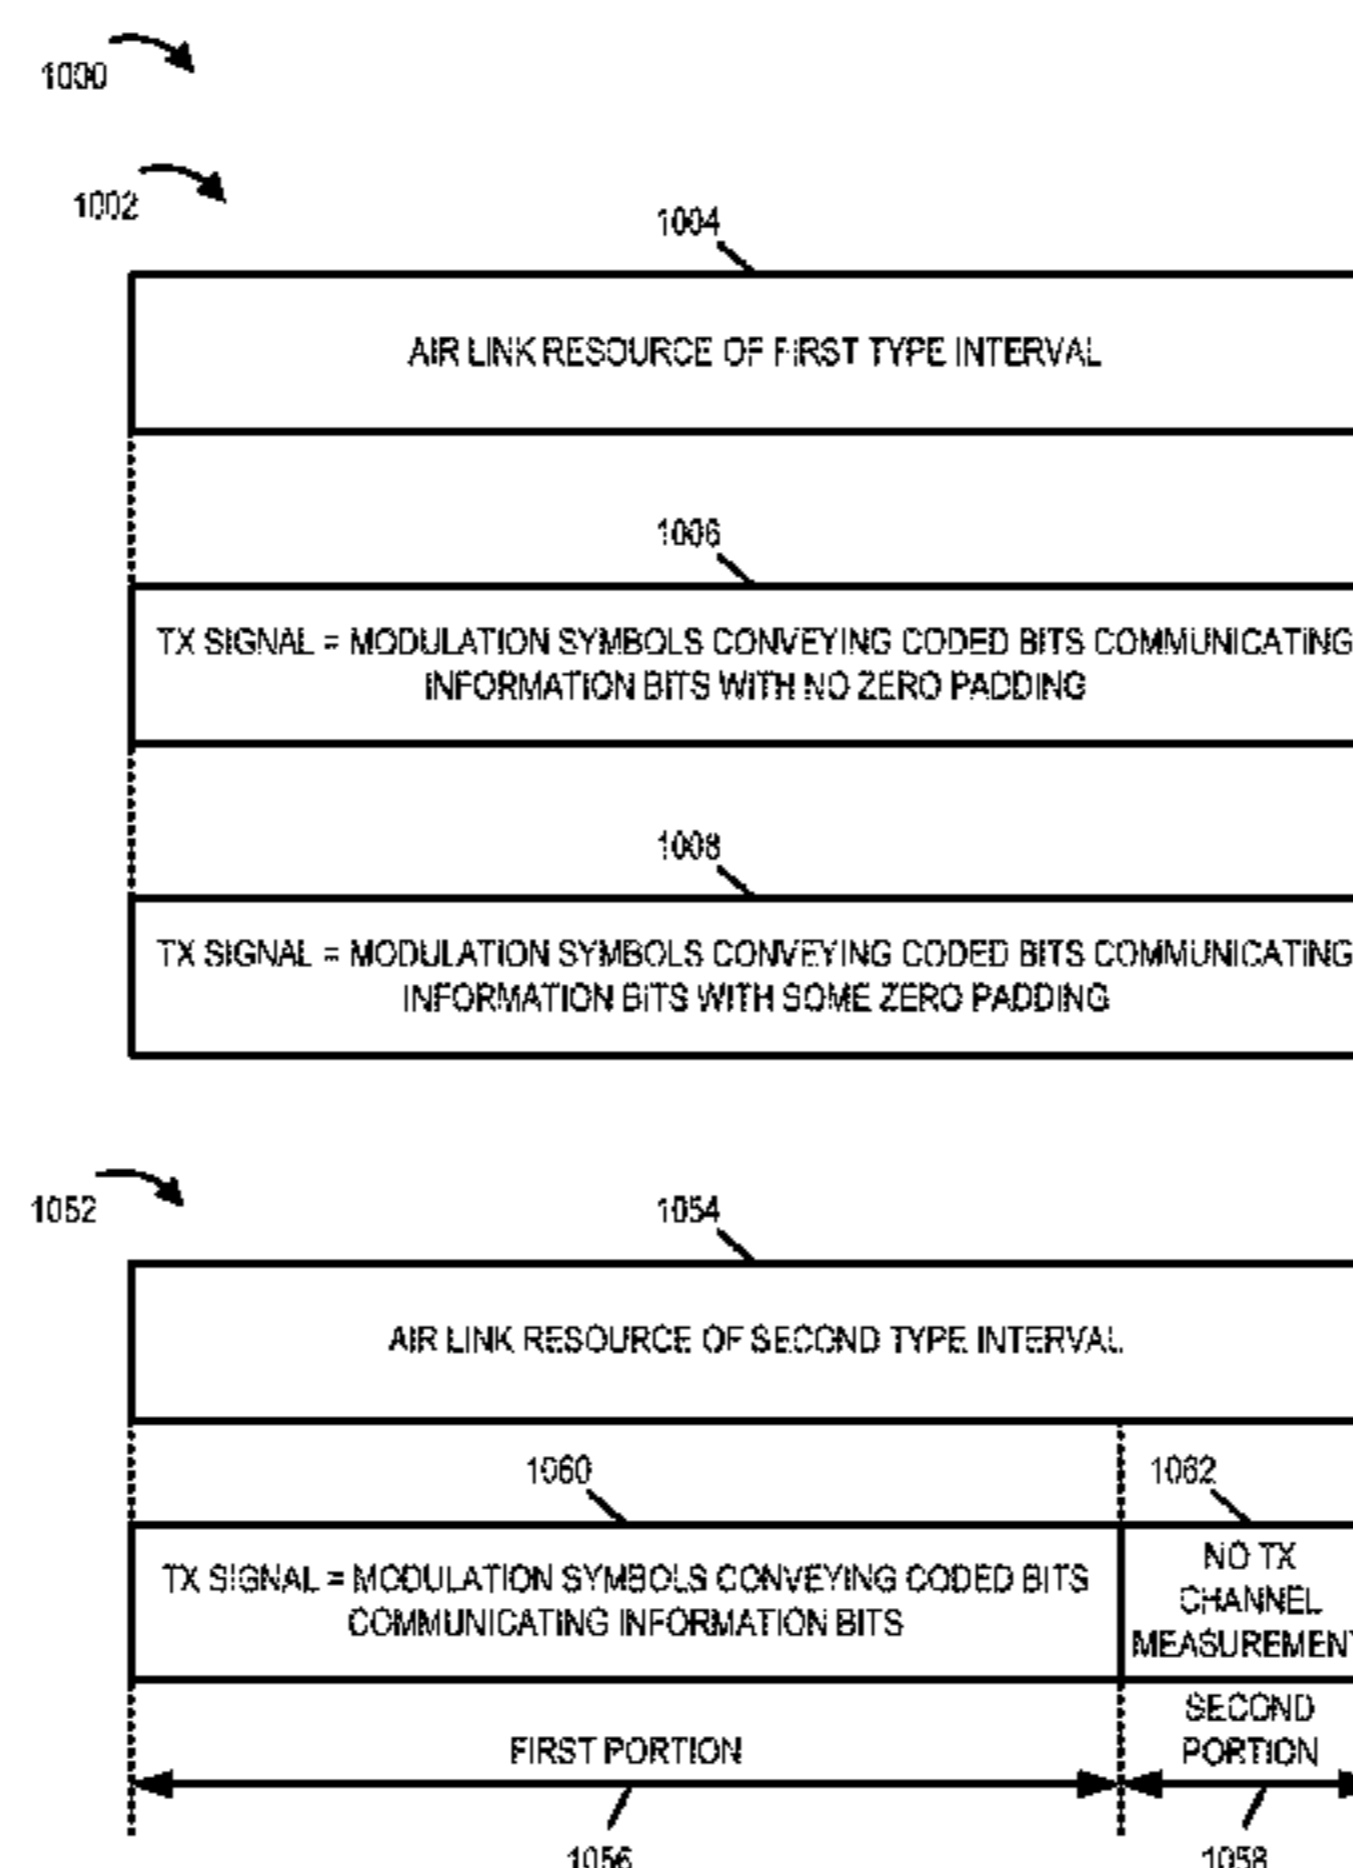 1000
1002
1004
AIR LINK RESOURCE OF FIRST TYPE INTERVAL
1006
TX SIGNAL = MODULATION SYMBOLS CONVEYING CODED BITS COMMUNICATING
INFORMATION BITS WITH NO ZERO PADDING
1008
TX SIGNAL = MODULATION SYMBOLS CONVEYING CODED BITS COMMUNICATING
INFORMATION BITS WITH SOME ZERO PADDING
1052
1054
AIR LINK RESOURCE OF SECOND TYPE INTERVAL
1060
1062
TX SIGNAL = MODULATION SYMBOLS CONVEYING CODED BITS
COMMUNICATING INFORMATION BITS
NO TX
CHANNEL
MEASUREMENT
FIRST PORTION
SECOND
PORTION
1056
1058